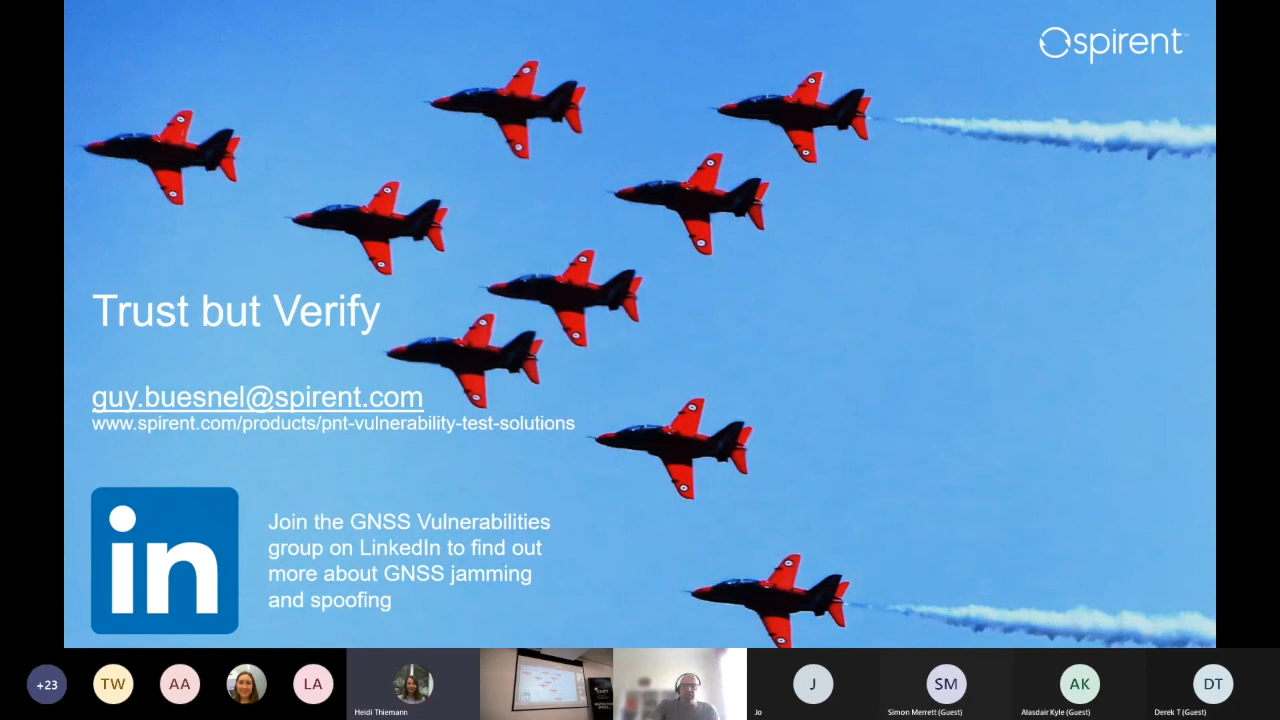 spirent
Trust but Verify
guy.buesnel@spirent.com
www.spirent.com/products/pnt-vulnerability-test-solutions
in
Join the GNSS Vulnerabilities
group on LinkedIn to find out
more about GNSS jamming
and spoofing
+23
TW
AA
LA
Heidi Thiemann
J
Jo
SM
Simon Merrett (Guest)
AK
Alasdair Kyle (Guest)
DT
Derek T (Guest)